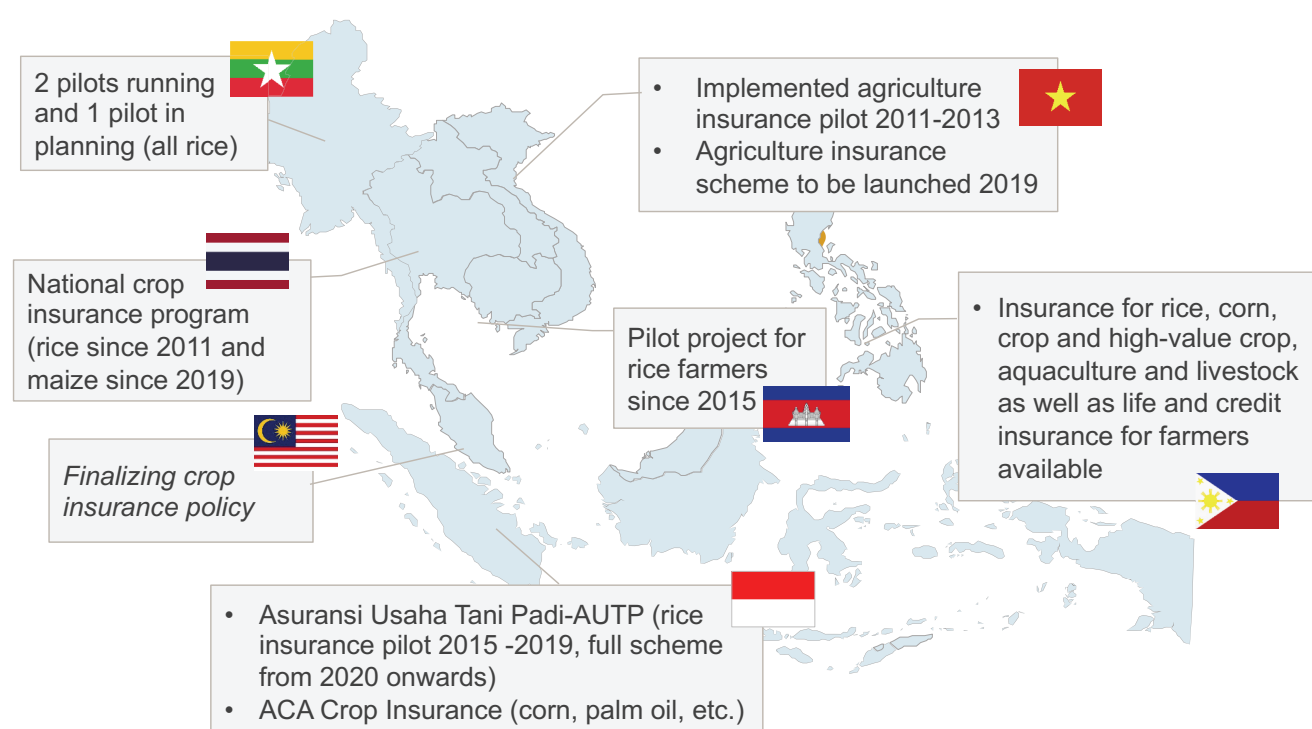 2 pilots running
and 1 pilot in
planning (all rice)
• Implemented agriculture
insurance pilot 2011-2013
• Agriculture insurance
scheme to be launched 2019
National crop
insurance program
(rice since 2011 and
maize since 2019)
Pilot project for
rice farmers
since 2015
• Insurance for rice, corn,
crop and high-value crop,
aquaculture and livestock
as well as life and credit
insurance for farmers
available
Finalizing crop
insurance policy
• Asuransi Usaha Tani Padi-AUTP (rice
insurance pilot 2015 -2019, full scheme
from 2020 onwards)
• ACA Crop Insurance (corn, palm oil, etc.)